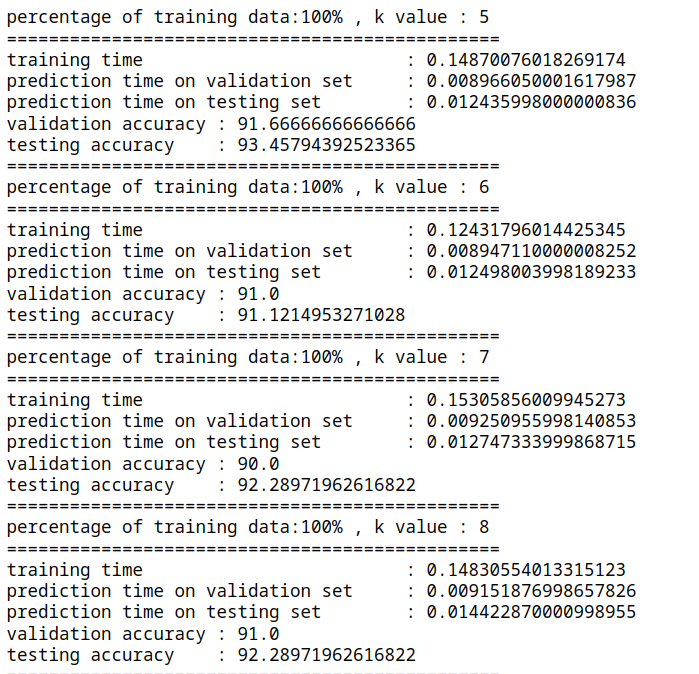 percentage of training data:100% , k value : 5
===============================================
training time                         : 0.14870076018269174
prediction time on validation set     : 0.008966050001617987
prediction time on testing set        : 0.012435998000000836
validation accuracy : 91.66666666666666
testing accuracy    : 93.45794392523365
===============================================
percentage of training data:100% , k value : 6
===============================================
training time                         : 0.12431796014425345
prediction time on validation set     : 0.008947110000008252
prediction time on testing set        : 0.012498003998189233
validation accuracy : 91.0
testing accuracy    : 91.1214953271028
===============================================
percentage of training data:100% , k value : 7
===============================================
training time                         : 0.15305856009945273
prediction time on validation set     : 0.009250955998140853
prediction time on testing set        : 0.012747333999868715
validation accuracy : 90.0
testing accuracy    : 92.28971962616822
===============================================
percentage of training data:100% , k value : 8
===============================================
training time                         : 0.14830554013315123
prediction time on validation set     : 0.009151876998657826
prediction time on testing set        : 0.014422870000998955
validation accuracy : 91.0
testing accuracy    : 92.28971962616822